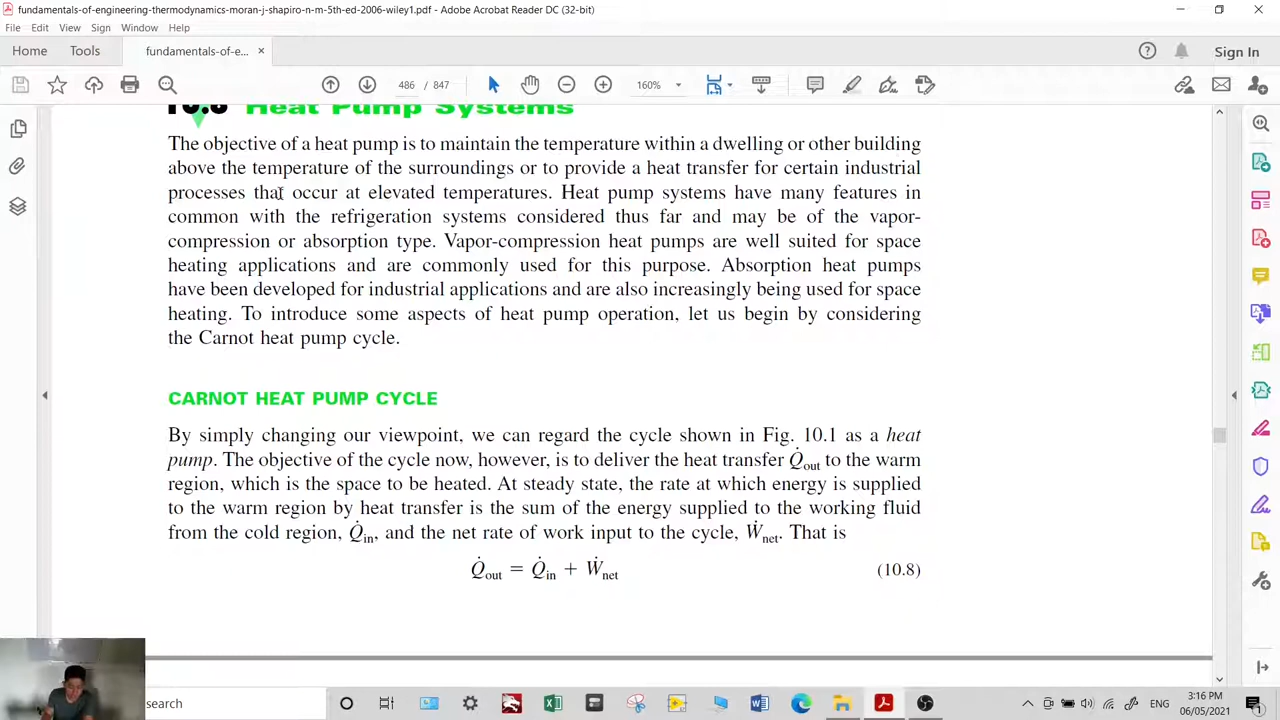 fundamentals-of-engineering-thermodynamics-moran-j-shapiro-n-m-5th-ed-2006-wiley1.pdf - Adobe Acrobat Reader DC (32-bit)
File Edit View Sign Window Help
Home Tools fundamentals-of-e... × Sign In
486 / 847 160%
10.6 Heat Pump Systems
The objective of a heat pump is to maintain the temperature within a dwelling or other building
above the temperature of the surroundings or to provide a heat transfer for certain industrial
processes that occur at elevated temperatures. Heat pump systems have many features in
common with the refrigeration systems considered thus far and may be of the vapor-
compression or absorption type. Vapor-compression heat pumps are well suited for space
heating applications and are commonly used for this purpose. Absorption heat pumps
have been developed for industrial applications and are also increasingly being used for space
heating. To introduce some aspects of heat pump operation, let us begin by considering
the Carnot heat pump cycle.
CARNOT HEAT PUMP CYCLE
By simply changing our viewpoint, we can regard the cycle shown in Fig. 10.1 as a heat
pump. The objective of the cycle now, however, is to deliver the heat transfer Q̇out to the warm
region, which is the space to be heated. At steady state, the rate at which energy is supplied
to the warm region by heat transfer is the sum of the energy supplied to the working fluid
from the cold region, Q̇in, and the net rate of work input to the cycle, Ẇnet. That is
Q̇out = Q̇in + Ẇnet (10.8)
search ENG 3:16 PM
06/05/2021